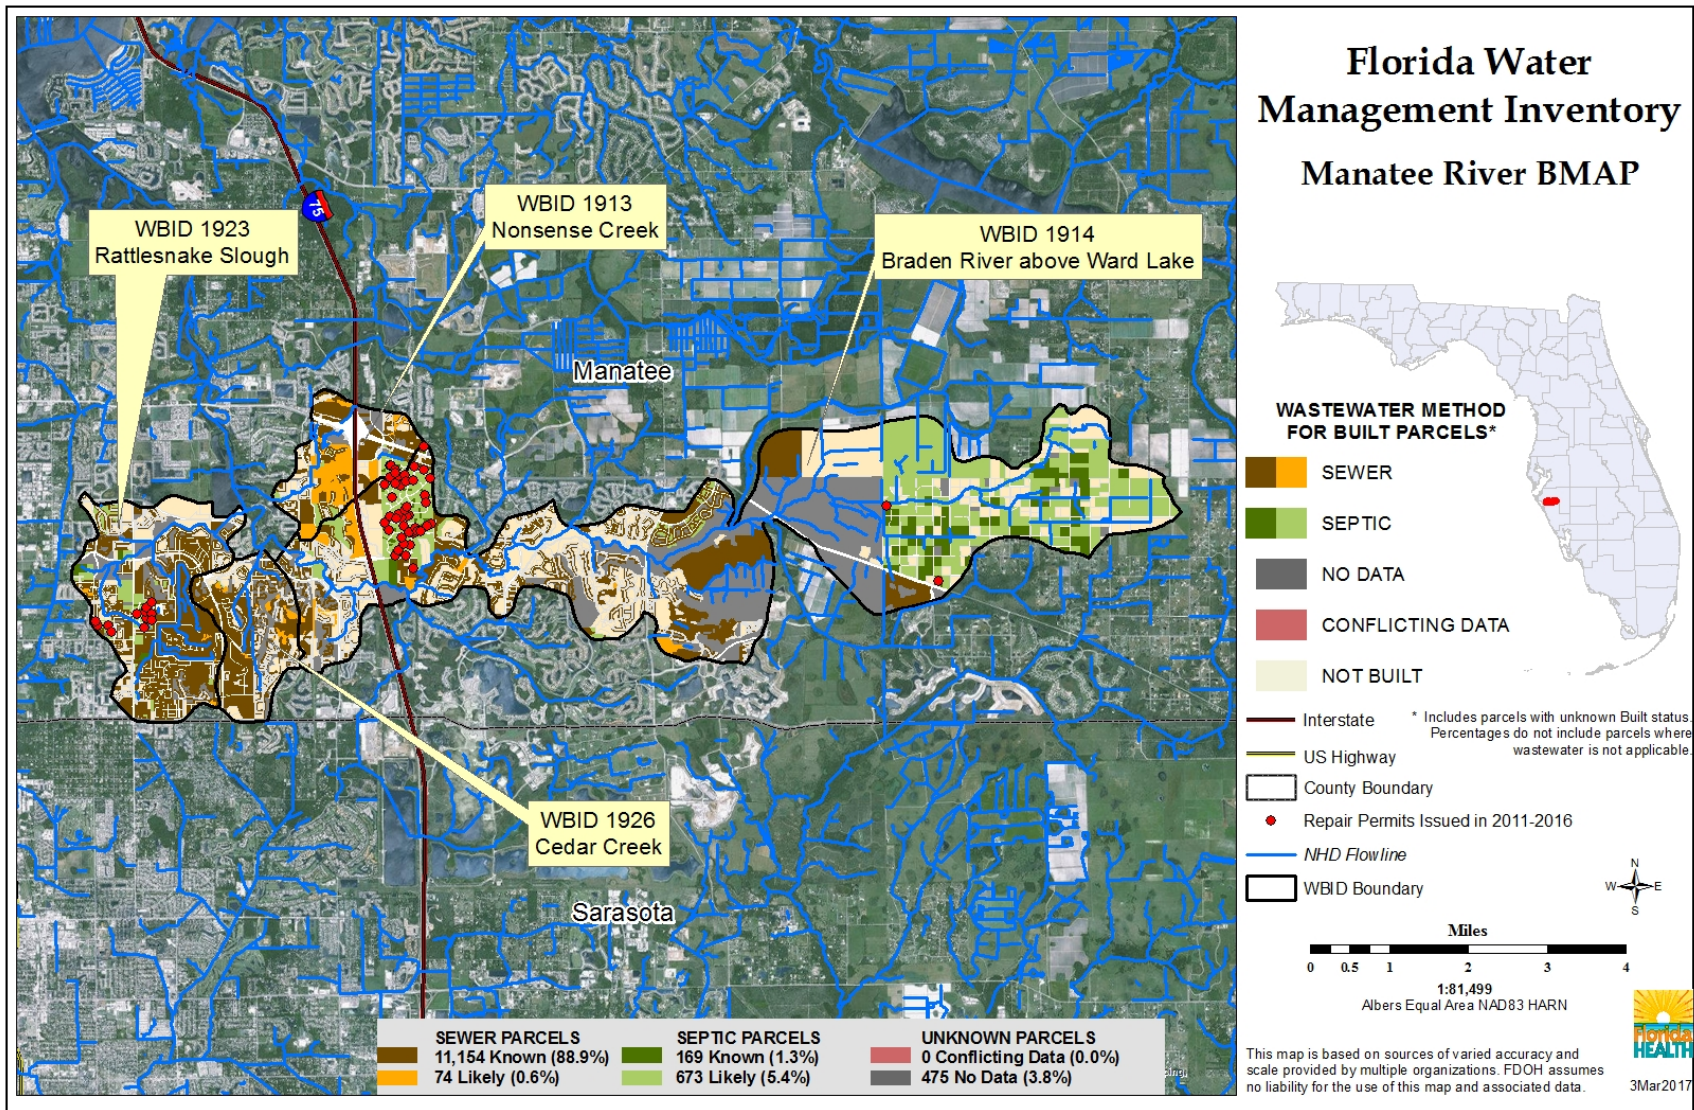 Florida Water
Management Inventory
Manatee River BMAP
75
WBID 1923
Rattlesnake Slough
WBID 1913
Nonsense Creek
WBID 1914
Braden River above Ward Lake
Manatee
WBID 1926
Cedar Creek
Sarasota
SEWER PARCELS
11,154 Known (88.9%)
74 Likely (0.6%)
SEPTIC PARCELS
169 Known (1.3%)
673 Likely (5.4%)
UNKNOWN PARCELS
0 Conflicting Data (0.0%)
475 No Data (3.8%)
WASTEWATER METHOD
FOR BUILT PARCELS*
SEWER
SEPTIC
NO DATA
CONFLICTING DATA
NOT BUILT
Interstate
US Highway
County Boundary
Repair Permits Issued in 2011-2016
NHD Flowline
WBID Boundary
* Includes parcels with unknown Built status.
Percentages do not include parcels where
wastewater is not applicable.
N
W E
S
Miles
0 0.5 1 2 3 4
1:81,499
Albers Equal Area NAD83 HARN
This map is based on sources of varied accuracy and
scale provided by multiple organizations. FDOH assumes
no liability for the use of this map and associated data.
Florida
HEALTH
3Mar2017